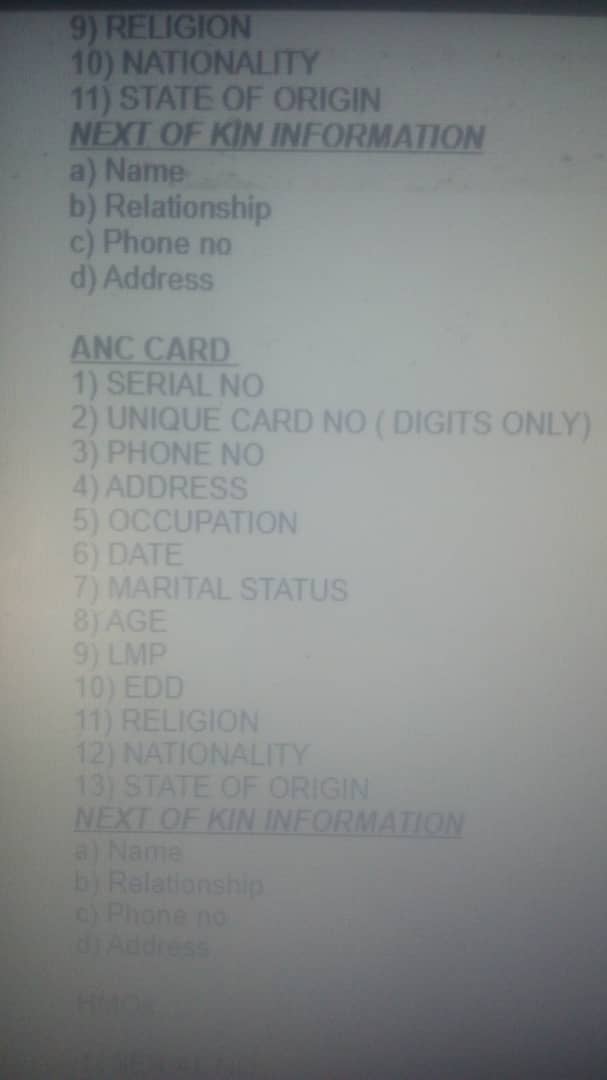 9) RELIGION
10) NATIONALITY
11) STATE OF ORIGIN
NEXT OF KIN INFORMATION
a) Name
b) Relationship
c) Phone no
d) Address
ANC CARD
1) SERIAL NO
2) UNIQUE CARD NO ( DIGITS ONLY)
3) PHONE NO
4) ADDRESS
5) OCCUPATION
6) DATE
7) MARITAL STATUS
8) AGE
9) LMP
10) EDD
11) RELIGION
12) NATIONALITY
13) STATE OF ORIGIN
NEXT OF KIN INFORMATION
a) Name
b) Relationship
c) Phone no
d) Address